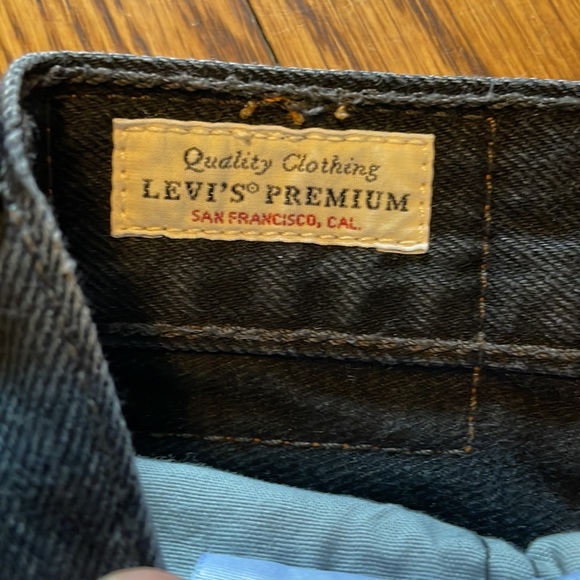 Quality Clothing
LEVI'S® PREMIUM
SAN FRANCISCO, CAL.